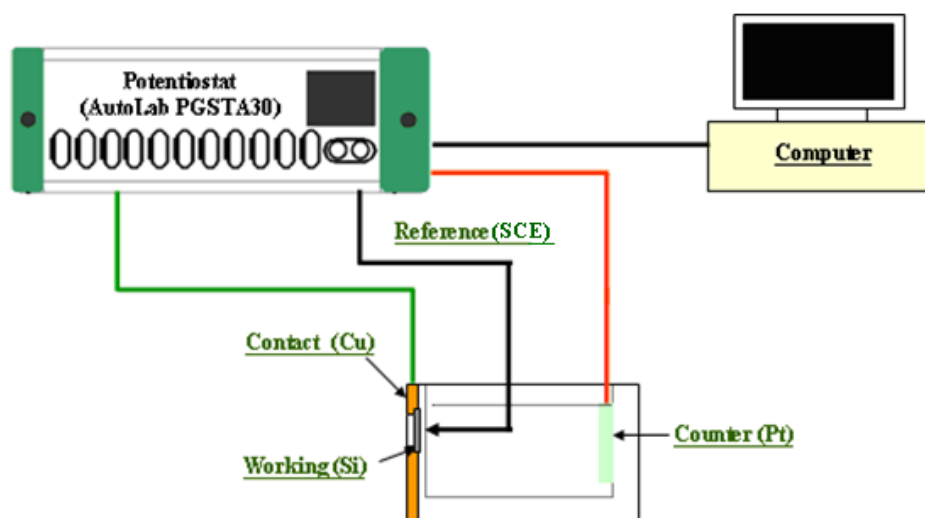 Potentiostat
(AutoLab PGSTA30)
Computer
Reference (SCE)
Contact (Cu)
Counter (Pt)
Working (Si)